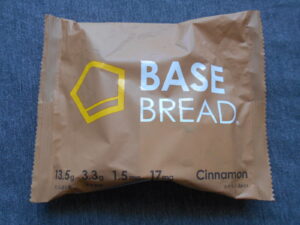 BASE
BREAD
13.5g 3.3g 1.5mg 17mg Cinnamon